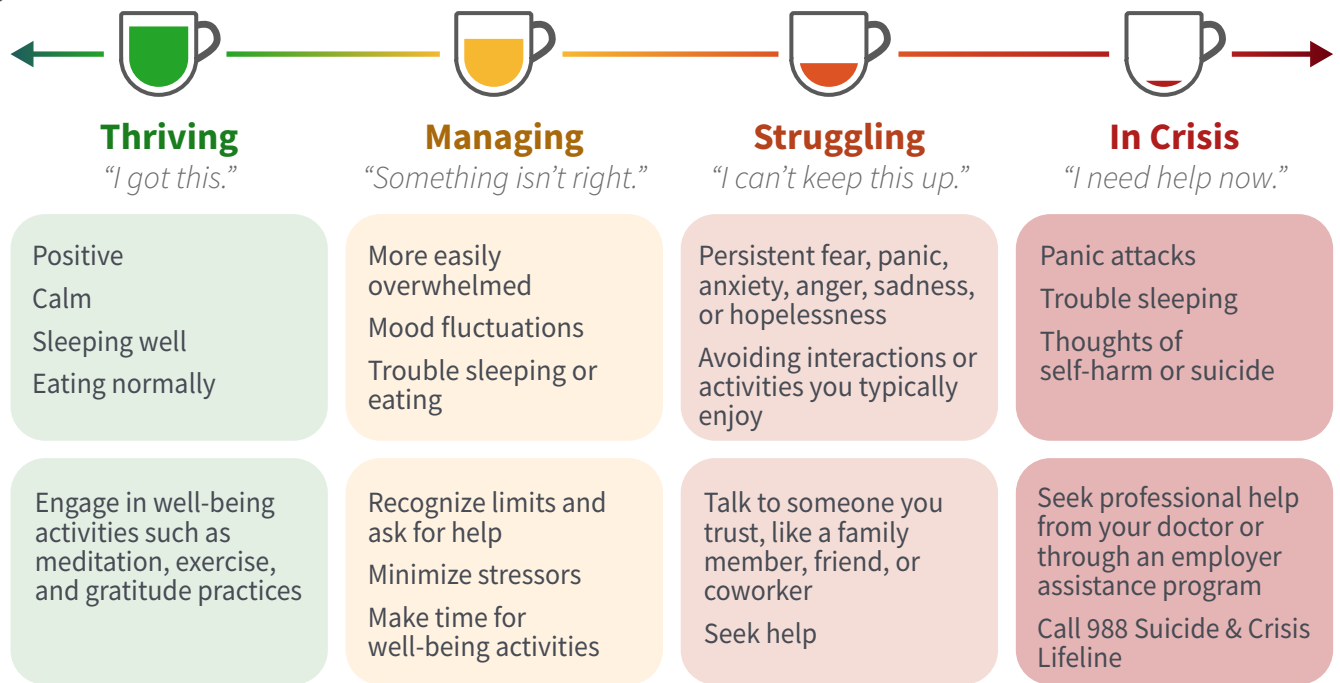 Thriving
“I got this.”
Positive
Calm
Sleeping well
Eating normally
Engage in well-being
activities such as
meditation, exercise,
and gratitude practices
Managing
“Something isn’t right.”
More easily
overwhelmed
Mood fluctuations
Trouble sleeping or
eating
Recognize limits and
ask for help
Minimize stressors
Make time for
well-being activities
Struggling
“I can’t keep this up.”
Persistent fear, panic,
anxiety, anger, sadness,
or hopelessness
Avoiding interactions or
activities you typically
enjoy
Talk to someone you
trust, like a family
member, friend, or
coworker
Seek help
In Crisis
“I need help now.”
Panic attacks
Trouble sleeping
Thoughts of
self-harm or suicide
Seek professional help
from your doctor or
through an employer
assistance program
Call 988 Suicide & Crisis
Lifeline